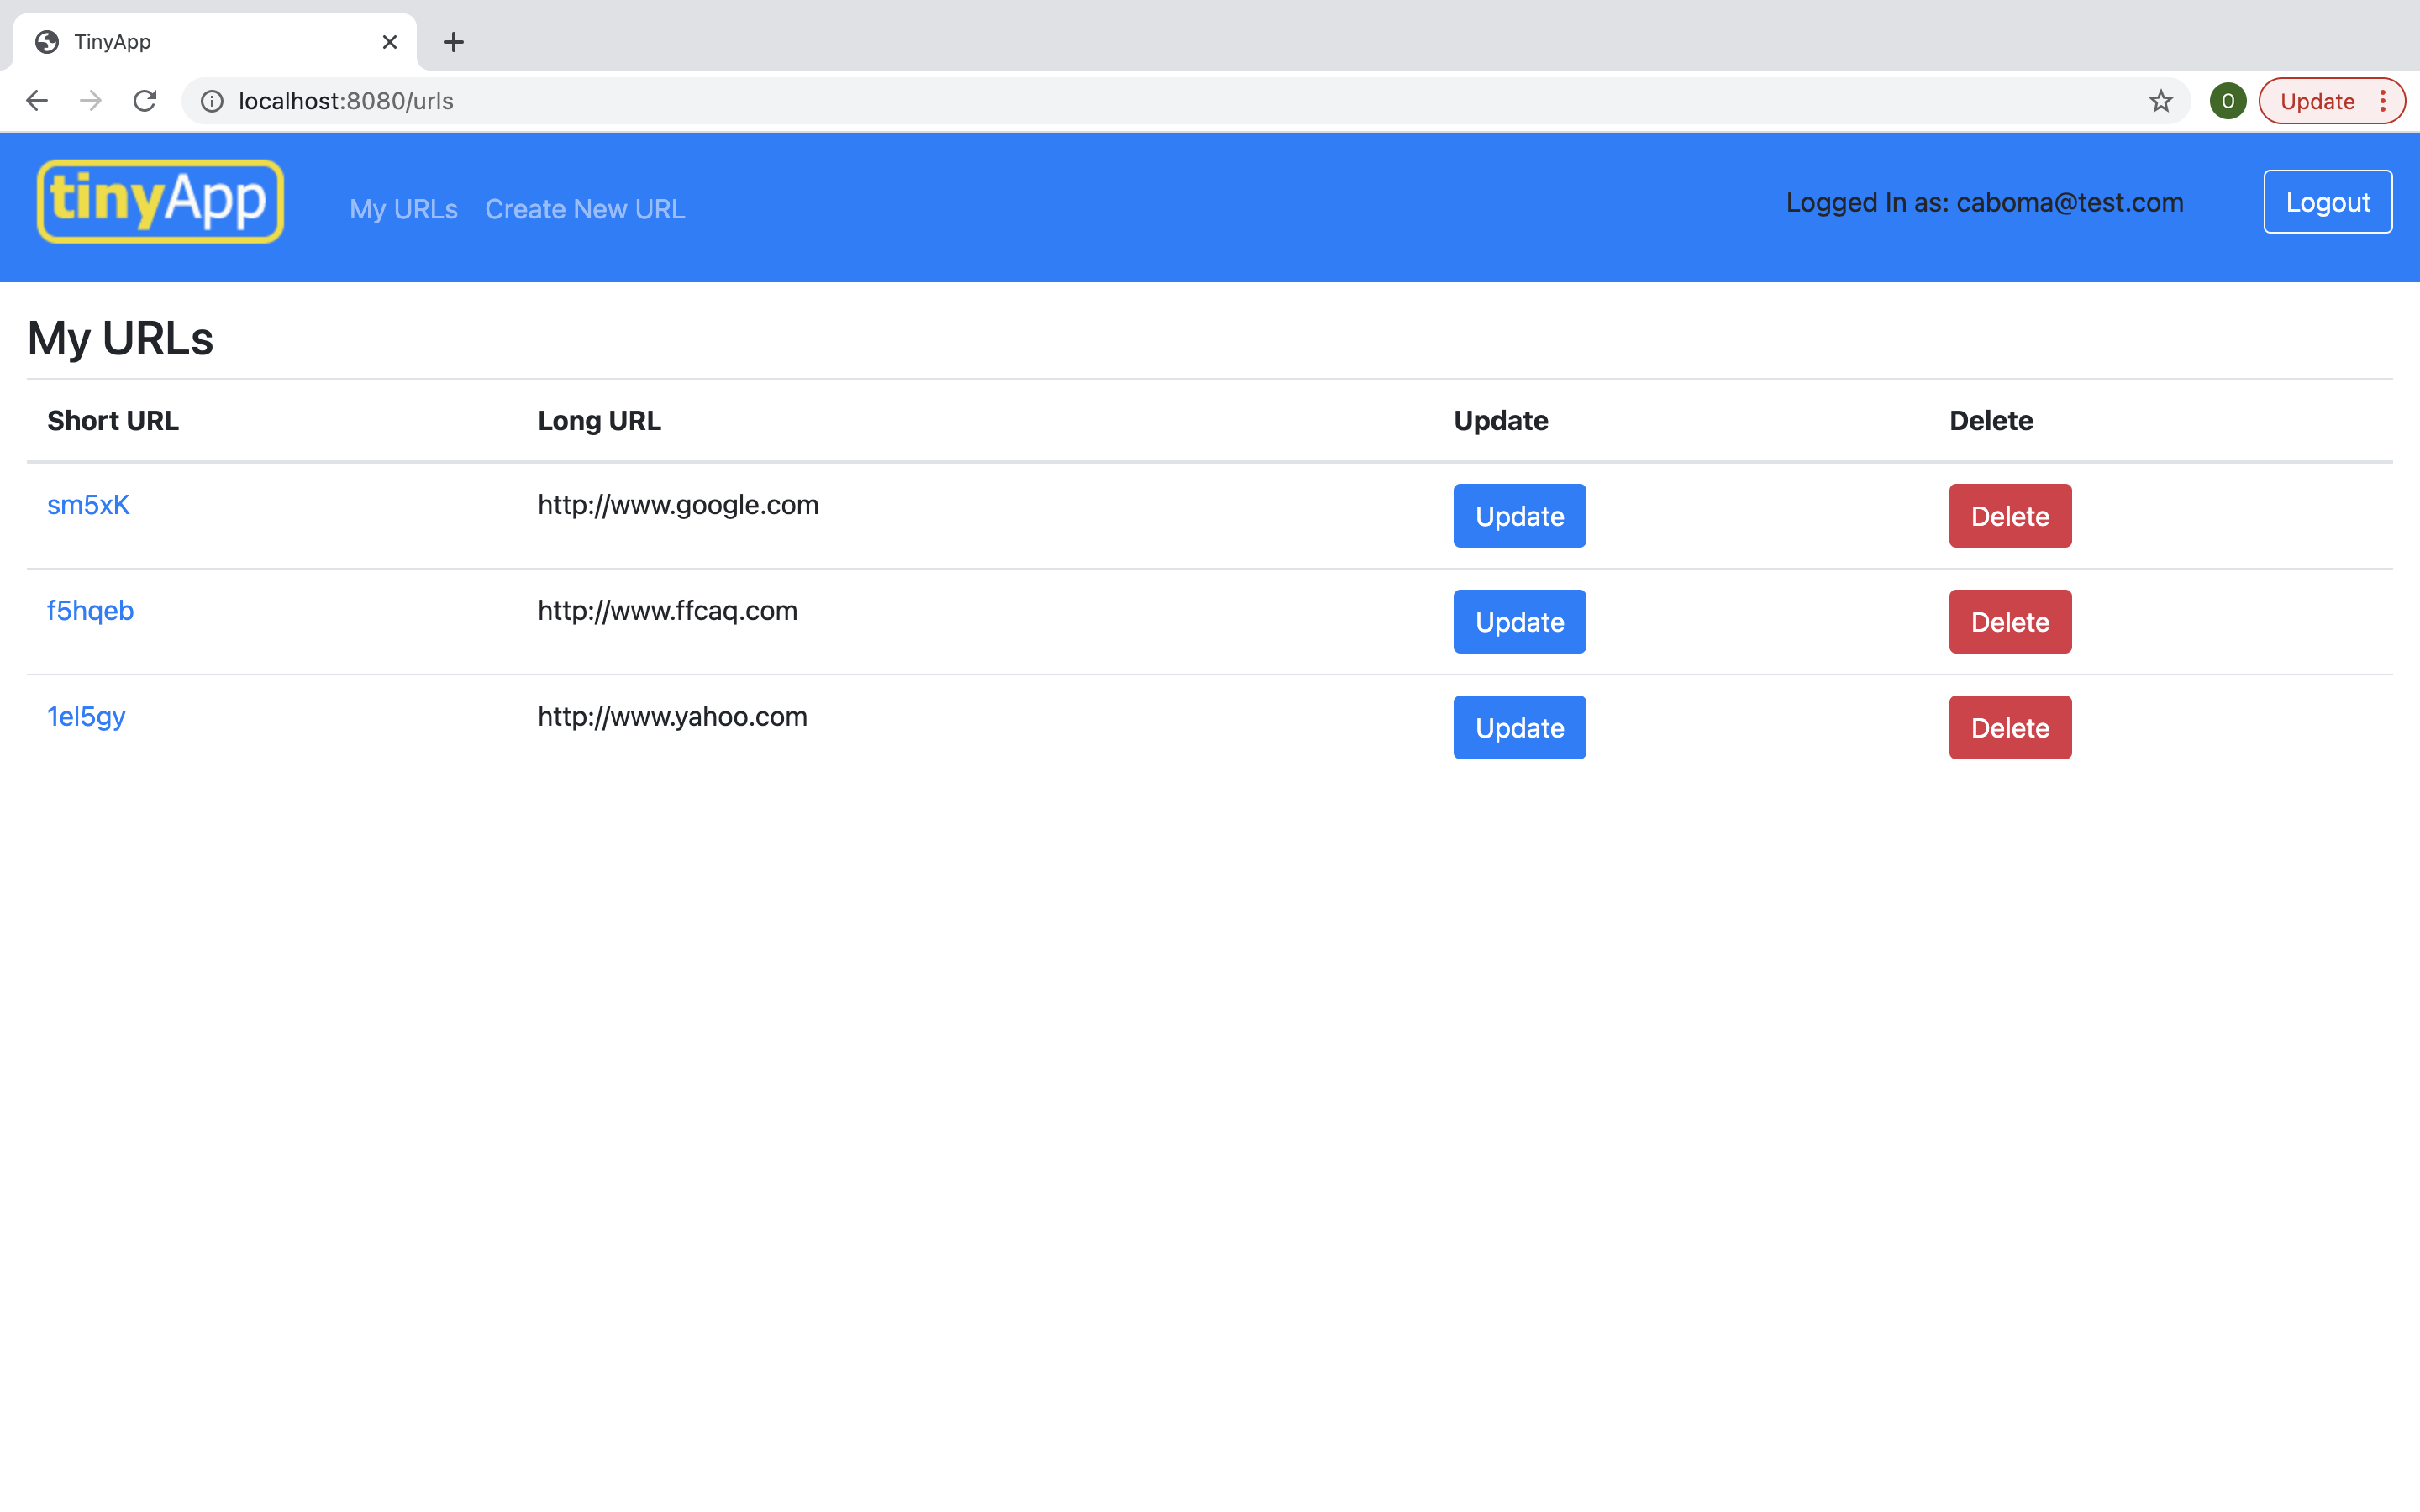 TinyApp
localhost:8080/urls
O
Update
tinyApp
My URLs Create New URL
Logged In as: caboma@test.com
Logout
My URLs
Short URL Long URL Update Delete
sm5xK http://www.google.com Update Delete
f5hqeb http://www.ffcaq.com Update Delete
1el5gy http://www.yahoo.com Update Delete